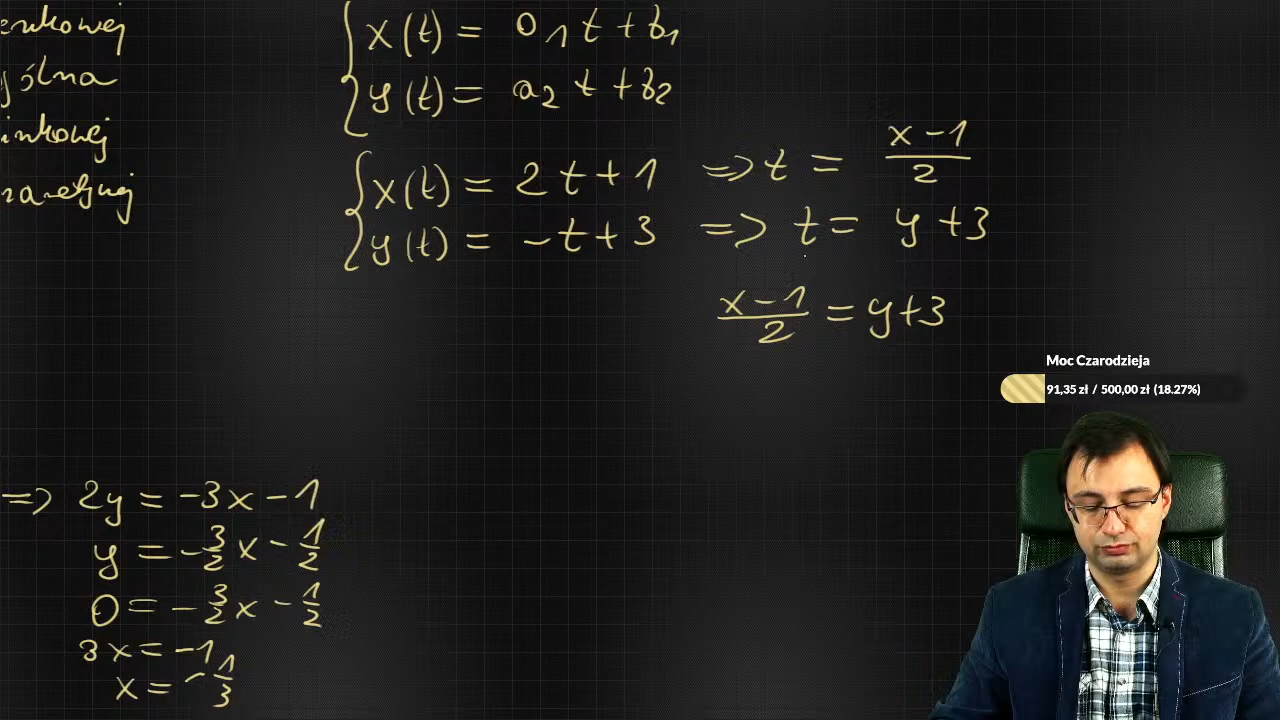 gólna
x(t) = a₁t + b₁
y(t) = a₂t + b₂
x(t) = 2t + 1 => t = (x-1)/2
y(t) = -t + 3 => t = y + 3
(x-1)/2 = y + 3
Moc Czarodzieja
91,35 zł / 500,00 zł (18.27%)
=> 2y = -3x - 1
y = -3/2 x - 1/2
0 = -3/2 x - 1/2
3x = -1
x = -1/3